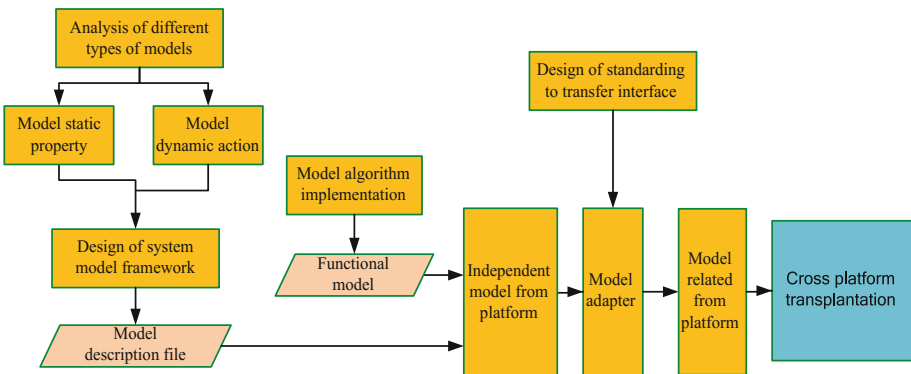 Analysis of different
types of models
Model static
property
Model
dynamic action
Design of system
model framework
Model
description file
Model algorithm
implementation
Functional
model
Independent
model from
platform
Design of standarding
to transfer interface
Model
adapter
Model
related from
platform
Cross platform
transplantation